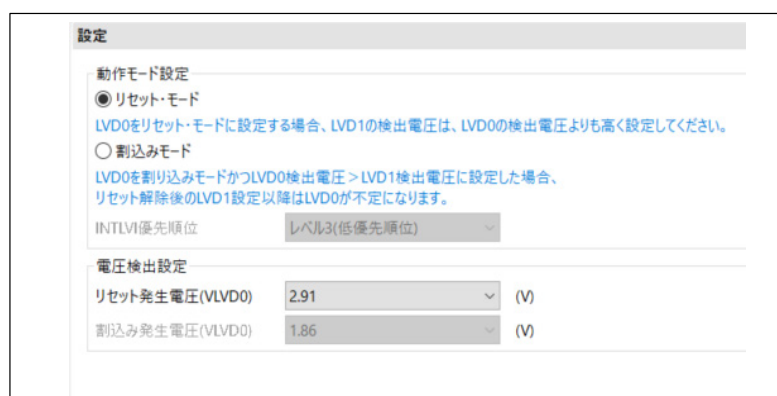 設定
動作モード設定
リセット・モード
LVD0をリセット・モードに設定する場合、LVD1の検出電圧は、LVD0の検出電圧よりも高く設定してください。
割込みモード
LVD0を割り込みモードかつLVD0検出電圧＞LVD1検出電圧に設定した場合、
リセット解除後のLVD1設定以降はLVD0が不定になります。
INTLVI優先順位 レベル3(低優先順位)
電圧検出設定
リセット発生電圧(VLVD0) 2.91 (V)
割込み発生電圧(VLVD0) 1.86 (V)